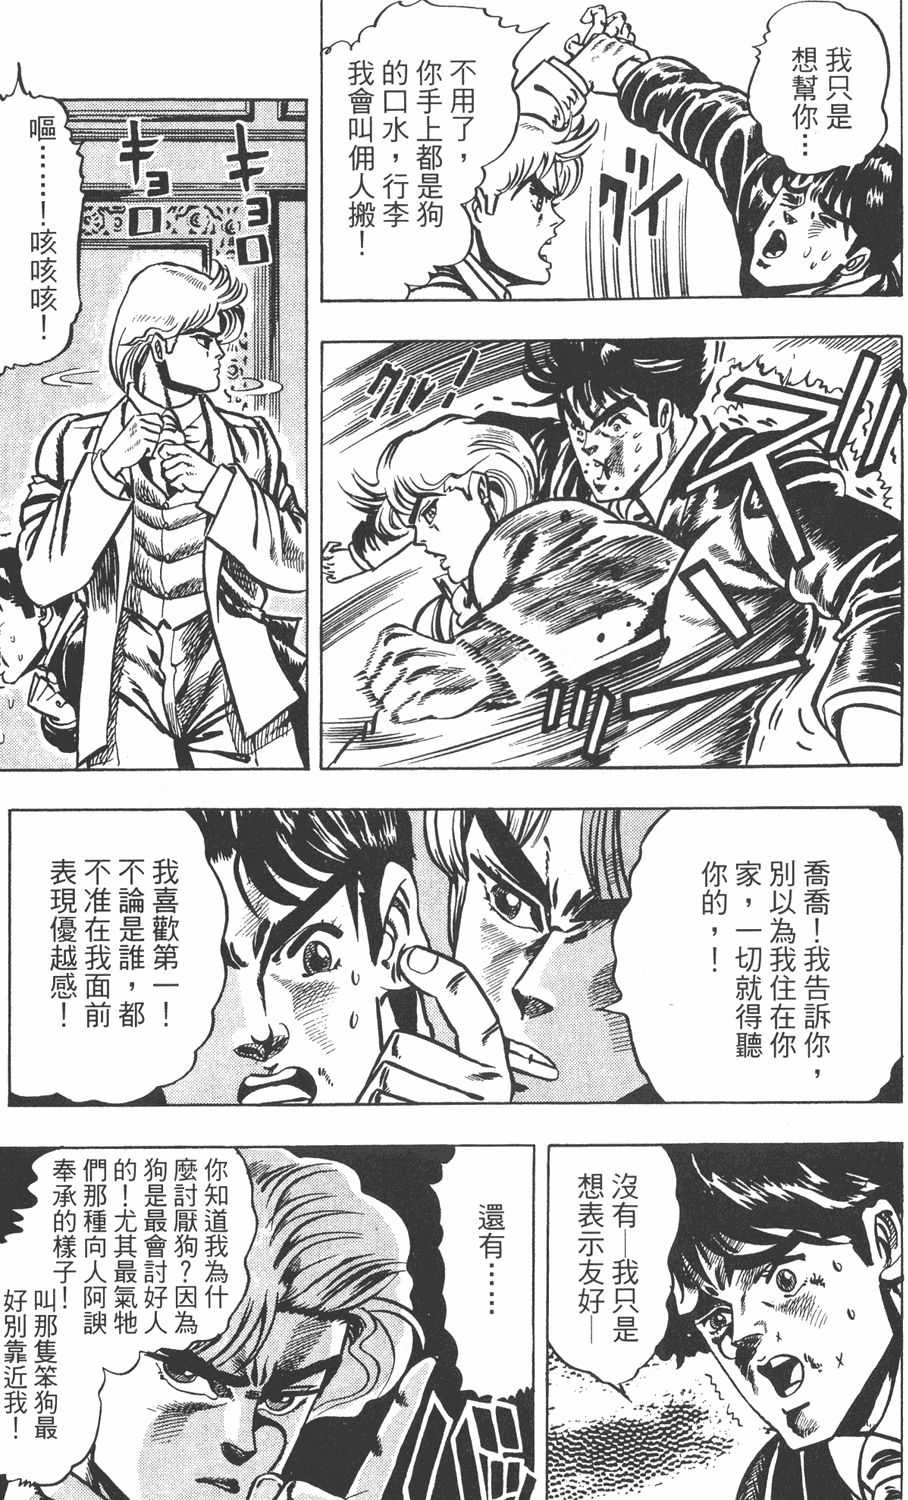 我只是
想幫你…
不用了，
你手上都是狗
的口水，行李
我會叫佣人搬！
グイ
グルル！
ズキ
嘔……！咳咳咳！
キョロ
キョロ
喬喬！我告訴你，
別以為我住在你
家，一切就得聽
你的，！
我喜歡第一！
不論是誰，都
不准在我面前
表現優越感！
沒有─我只是
想表示友好─
還有……
你知道我為什
麼討厭狗？因為
狗是最會討好人
的！尤其最氣牠
們那種向人阿諛
奉承的樣子！
叫那隻笨狗最
好別靠近我！